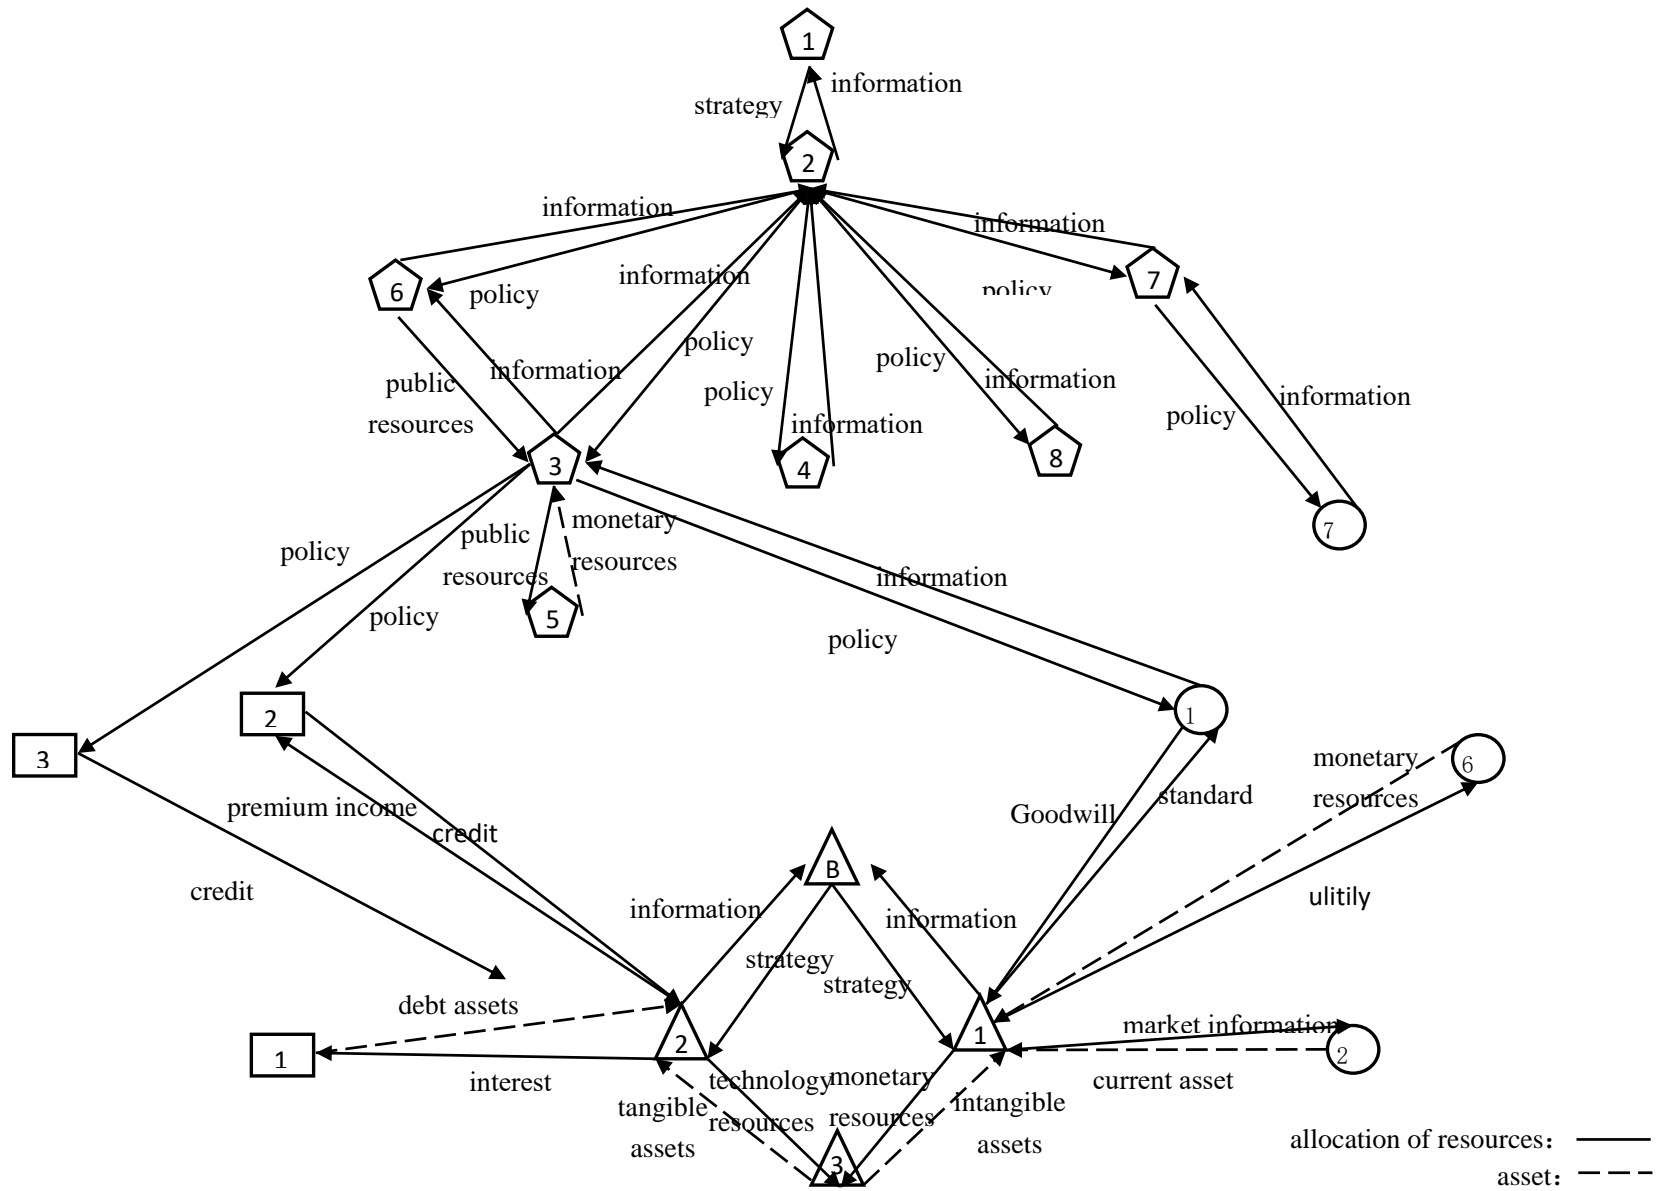 1
information
strategy
2
information
information
6
policy
information
policy
7
policy
public
resources
information
policy
policy
information
policy
information
policy
information
3
4
8
7
policy
public
resources
monetary
resources
5
policy
information
policy
2
3
1
6
monetary
resources
standard
Goodwill
premium income
credit
credit
B
ulitily
information
information
strategy
strategy
debt assets
1
2
1
market information
2
interest
current asset
technology
resources
monetary
resources
tangible
assets
intangible
assets
3
allocation of resources：
asset：